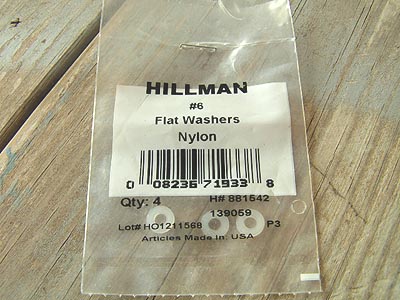 HILLMAN
#6
Flat Washers
Nylon
0 08236 71933 8
Qty: 4 H# 881542
139059
Lot# HO1211568 P3
Articles Made In: USA